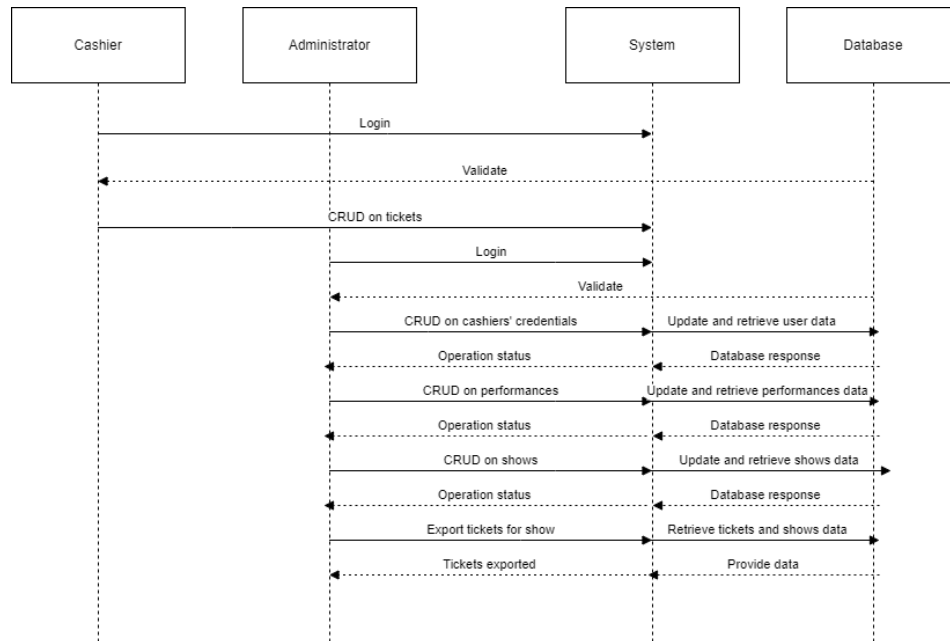 Cashier
Administrator
System
Database
Login
Validate
CRUD on tickets
Login
Validate
CRUD on cashiers' credentials
Update and retrieve user data
Operation status
Database response
CRUD on performances
Update and retrieve performances data
Operation status
Database response
CRUD on shows
Update and retrieve shows data
Operation status
Database response
Export tickets for show
Retrieve tickets and shows data
Tickets exported
Provide data